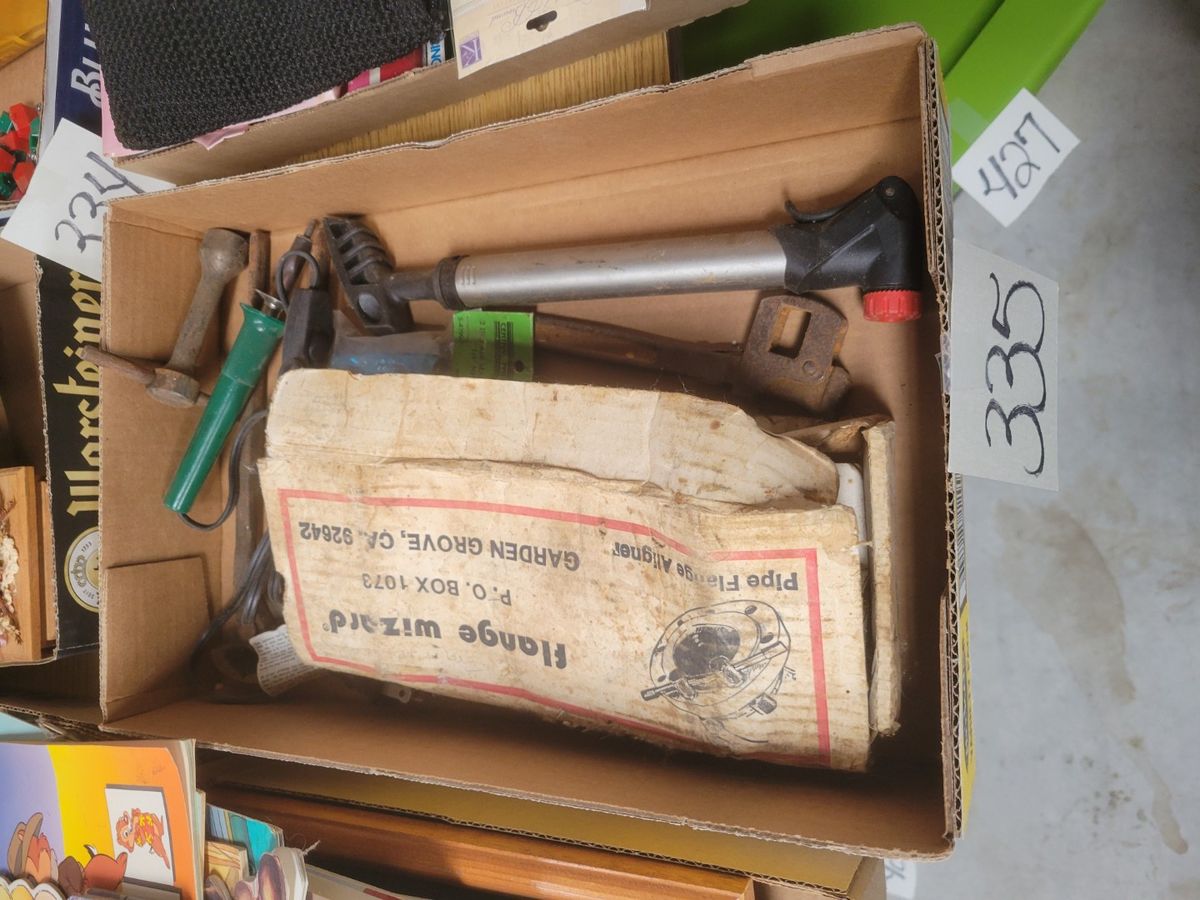 334
427
335
Warsteiner
flange wizard®
P.O. BOX 1073
GARDEN GROVE, CA. 92642
Pipe Flange Aligner